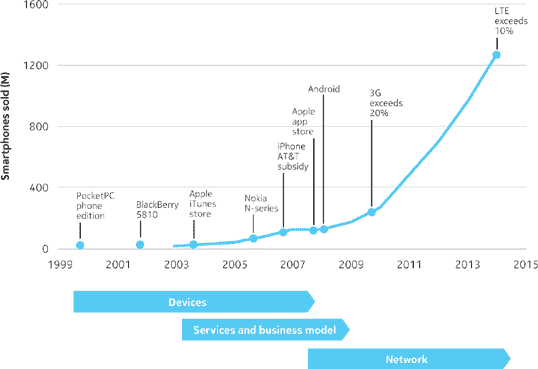 Smartphones sold (M)
1600
1200
800
400
0
PocketPC
phone
edition
BlackBerry
5810
Apple
iTunes
store
Nokia
N-series
iPhone
AT&T
subsidy
Apple
app
store
Android
3G
exceeds
20%
LTE
exceeds
10%
1999 2001 2003 2005 2007 2009 2011 2013 2015
Devices
Services and business model
Network